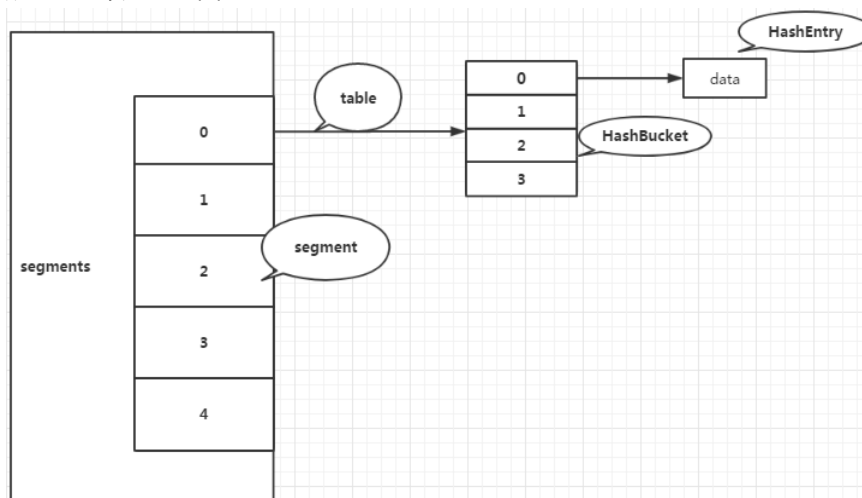 segments
0
1
2
3
4
table
segment
0
1
2
3
HashBucket
data
HashEntry